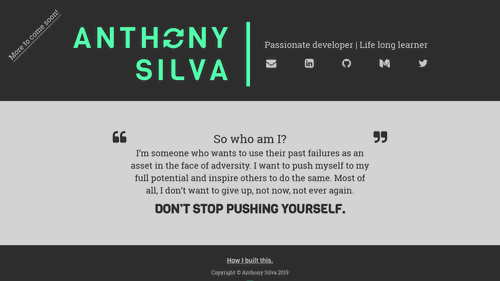 More to come soon!
ANTHONY
SILVA
Passionate developer | Life long learner
So who am I?
I'm someone who wants to use their past failures as an
asset in the face of adversity. I want to push myself to my
full potential and inspire others to do the same. Most of
all, I don't want to give up, not now, not ever again.
DON'T STOP PUSHING YOURSELF.
How I built this.
Copyright © Anthony Silva 2019